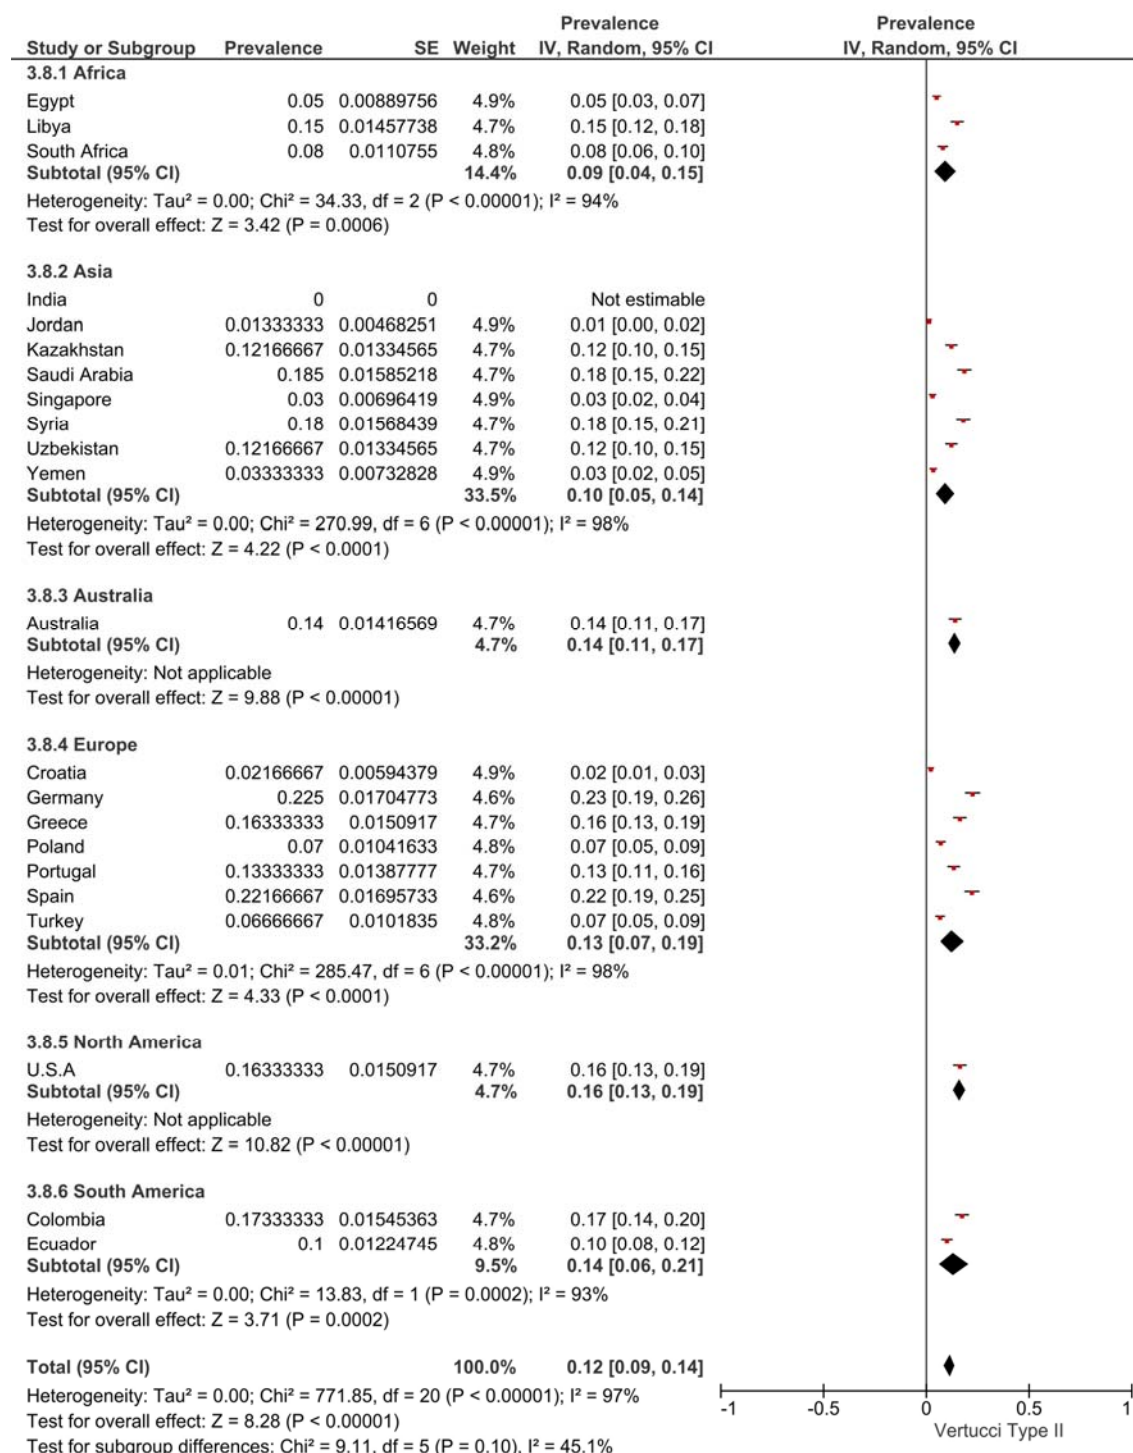 Prevalence Prevalence
Study or Subgroup Prevalence SE Weight IV, Random, 95% CI IV, Random, 95% CI
3.8.1 Africa
Egypt 0.05 0.00889756 4.9% 0.05 [0.03, 0.07]
Libya 0.15 0.01457738 4.7% 0.15 [0.12, 0.18]
South Africa 0.08 0.0110755 4.8% 0.08 [0.06, 0.10]
Subtotal (95% CI) 14.4% 0.09 [0.04, 0.15]
Heterogeneity: Tau² = 0.00; Chi² = 34.33, df = 2 (P < 0.00001); I² = 94%
Test for overall effect: Z = 3.42 (P = 0.0006)
3.8.2 Asia
India 0 0 Not estimable
Jordan 0.01333333 0.00468251 4.9% 0.01 [0.00, 0.02]
Kazakhstan 0.12166667 0.01334565 4.7% 0.12 [0.10, 0.15]
Saudi Arabia 0.185 0.01585218 4.7% 0.18 [0.15, 0.22]
Singapore 0.03 0.00696419 4.9% 0.03 [0.02, 0.04]
Syria 0.18 0.01568439 4.7% 0.18 [0.15, 0.21]
Uzbekistan 0.12166667 0.01334565 4.7% 0.12 [0.10, 0.15]
Yemen 0.03333333 0.00732828 4.9% 0.03 [0.02, 0.05]
Subtotal (95% CI) 33.5% 0.10 [0.05, 0.14]
Heterogeneity: Tau² = 0.00; Chi² = 270.99, df = 6 (P < 0.00001); I² = 98%
Test for overall effect: Z = 4.22 (P < 0.0001)
3.8.3 Australia
Australia 0.14 0.01416569 4.7% 0.14 [0.11, 0.17]
Subtotal (95% CI) 4.7% 0.14 [0.11, 0.17]
Heterogeneity: Not applicable
Test for overall effect: Z = 9.88 (P < 0.00001)
3.8.4 Europe
Croatia 0.02166667 0.00594379 4.9% 0.02 [0.01, 0.03]
Germany 0.225 0.01704773 4.6% 0.23 [0.19, 0.26]
Greece 0.16333333 0.0150917 4.7% 0.16 [0.13, 0.19]
Poland 0.07 0.01041633 4.8% 0.07 [0.05, 0.09]
Portugal 0.13333333 0.01387777 4.7% 0.13 [0.11, 0.16]
Spain 0.22166667 0.01695733 4.6% 0.22 [0.19, 0.25]
Turkey 0.06666667 0.0101835 4.8% 0.07 [0.05, 0.09]
Subtotal (95% CI) 33.2% 0.13 [0.07, 0.19]
Heterogeneity: Tau² = 0.01; Chi² = 285.47, df = 6 (P < 0.00001); I² = 98%
Test for overall effect: Z = 4.33 (P < 0.0001)
3.8.5 North America
U.S.A 0.16333333 0.0150917 4.7% 0.16 [0.13, 0.19]
Subtotal (95% CI) 4.7% 0.16 [0.13, 0.19]
Heterogeneity: Not applicable
Test for overall effect: Z = 10.82 (P < 0.00001)
3.8.6 South America
Colombia 0.17333333 0.01545363 4.7% 0.17 [0.14, 0.20]
Ecuador 0.1 0.01224745 4.8% 0.10 [0.08, 0.12]
Subtotal (95% CI) 9.5% 0.14 [0.06, 0.21]
Heterogeneity: Tau² = 0.00; Chi² = 13.83, df = 1 (P = 0.0002); I² = 93%
Test for overall effect: Z = 3.71 (P = 0.0002)
Total (95% CI) 100.0% 0.12 [0.09, 0.14]
Heterogeneity: Tau² = 0.00; Chi² = 771.85, df = 20 (P < 0.00001); I² = 97%
-1 -0.5 0 0.5 1
Test for overall effect: Z = 8.28 (P < 0.00001)
Vertucci Type II
Test for subgroup differences: Chi² = 9.11, df = 5 (P = 0.10), I² = 45.1%